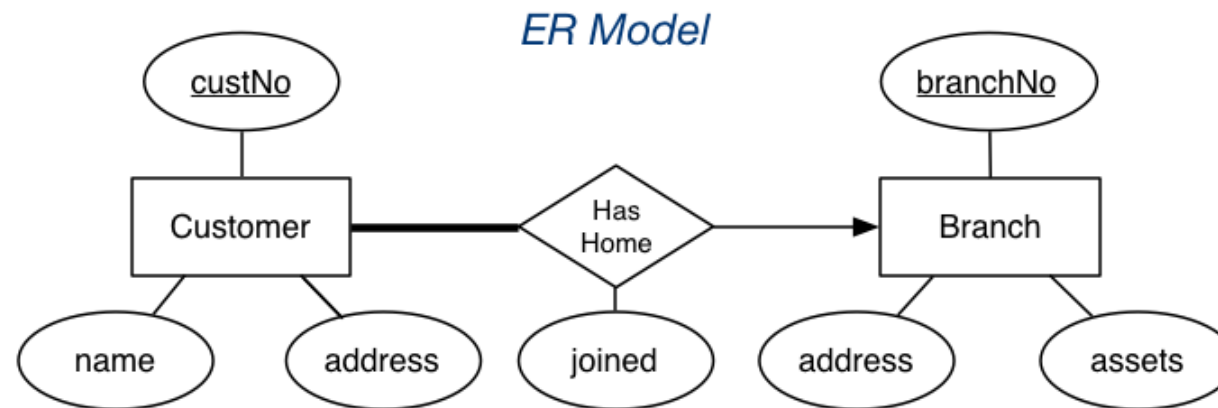 ER Model
custNo
branchNo
Customer
Has
Home
Branch
name
address
joined
address
assets